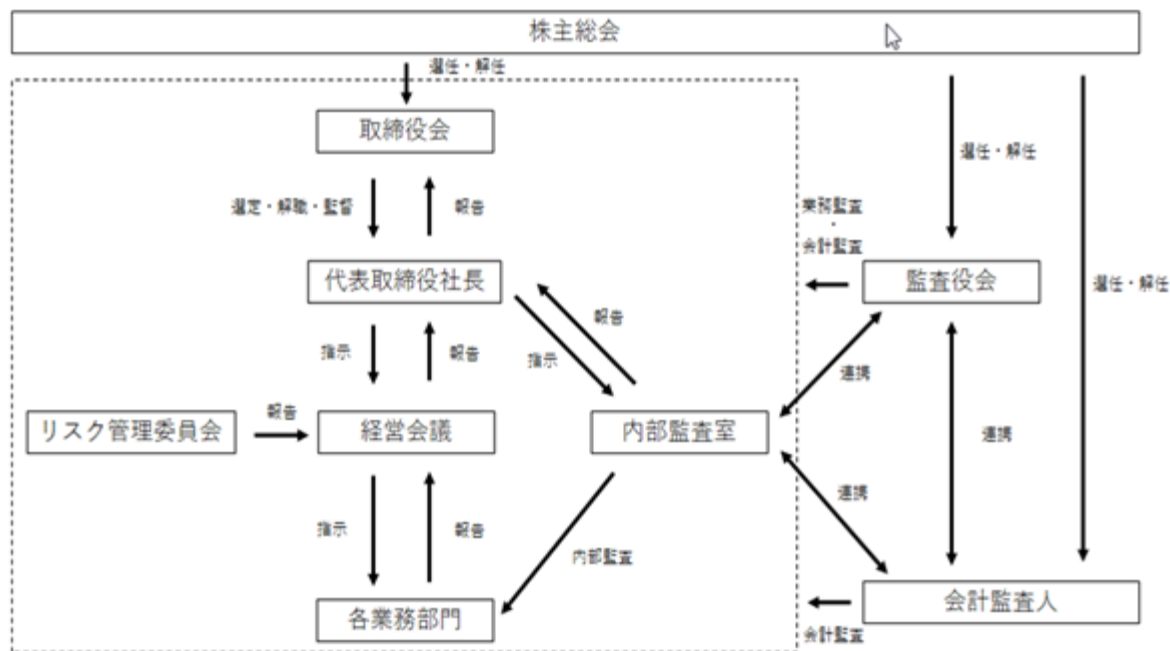 株主総会
選任・解任
取締役会
選任・解任
選定・解職・監督
報告
業務監査
・
会計監査
代表取締役社長
監査役会
選任・解任
報告
指示
報告
指示
連携
リスク管理委員会
報告
経営会議
内部監査室
連携
連携
指示
報告
内部監査
各業務部門
会計監査人
会計監査